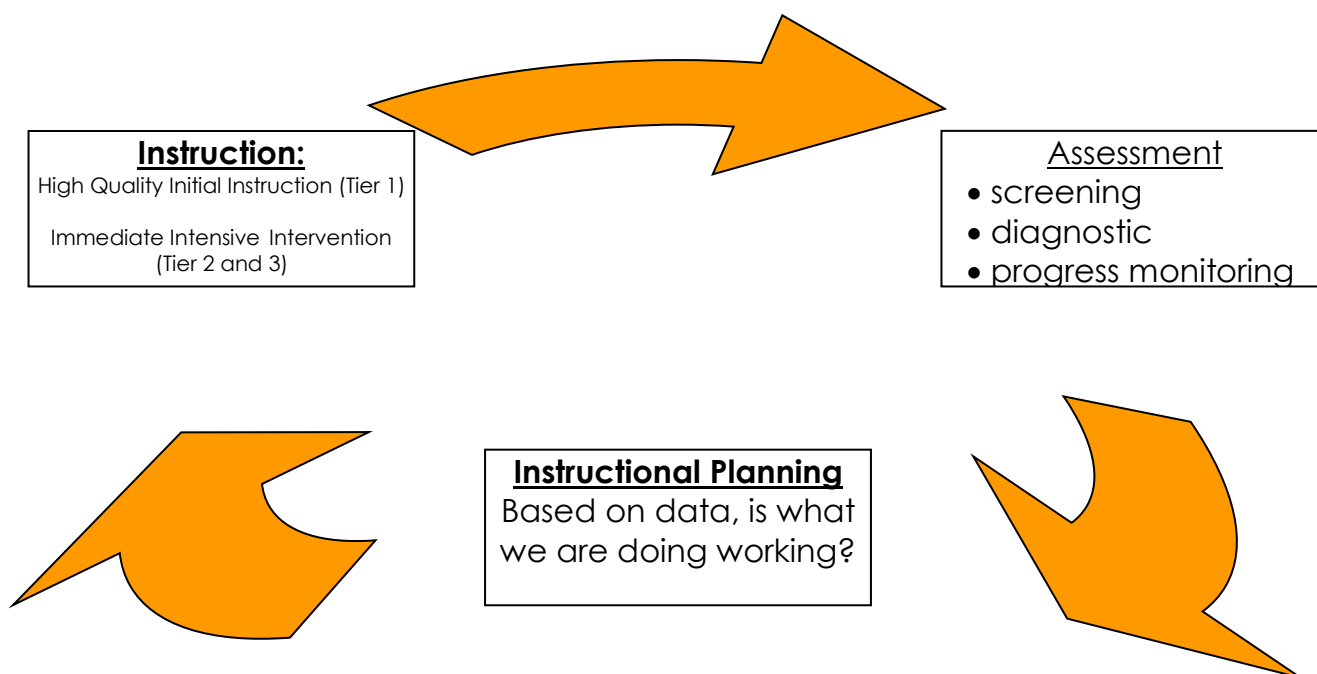 Instruction:
High Quality Initial Instruction (Tier 1)
Immediate Intensive Intervention
(Tier 2 and 3)
Assessment
• screening
• diagnostic
• progress monitoring
Instructional Planning
Based on data, is what
we are doing working?